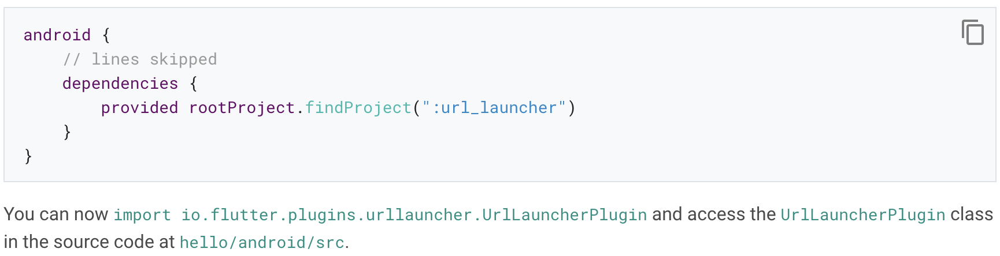 android {
    // lines skipped
    dependencies {
        provided rootProject.findProject(":url_launcher")
    }
}
You can now import io.flutter.plugins.urllauncher.UrlLauncherPlugin and access the UrlLauncherPlugin class
in the source code at hello/android/src.